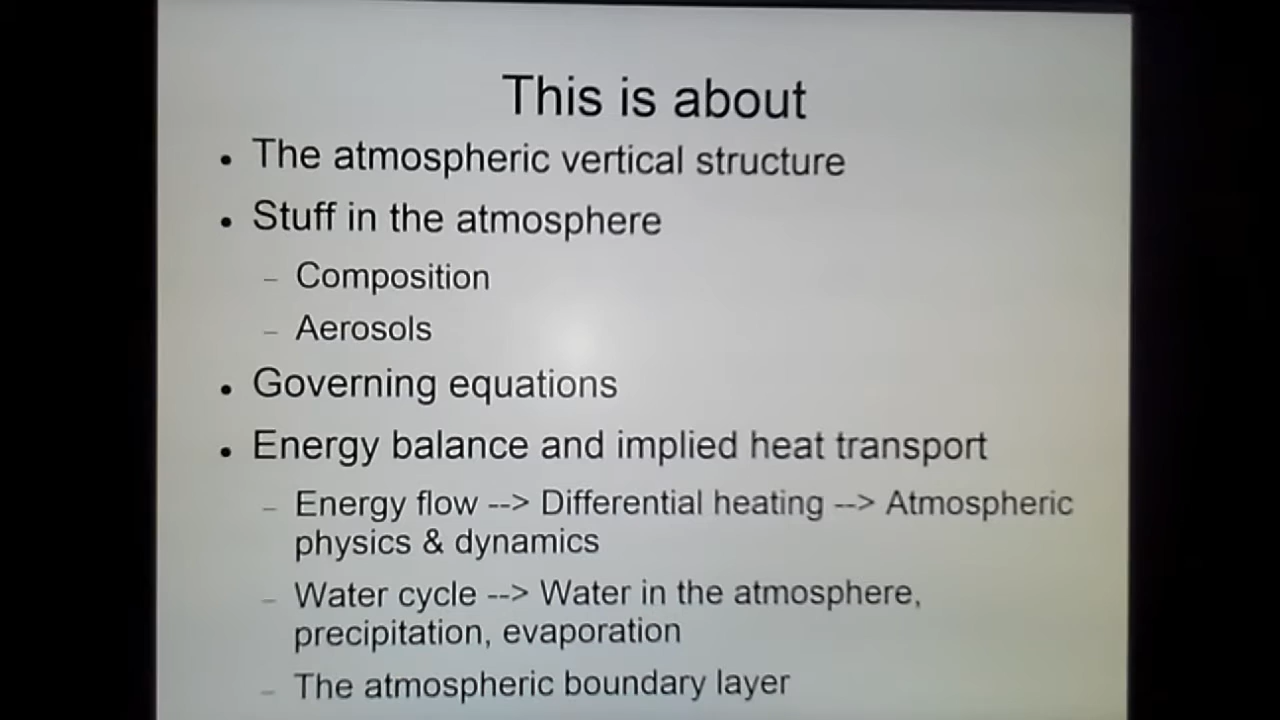 This is about
• The atmospheric vertical structure
• Stuff in the atmosphere
– Composition
– Aerosols
• Governing equations
• Energy balance and implied heat transport
– Energy flow --> Differential heating --> Atmospheric
physics & dynamics
– Water cycle --> Water in the atmosphere,
precipitation, evaporation
– The atmospheric boundary layer